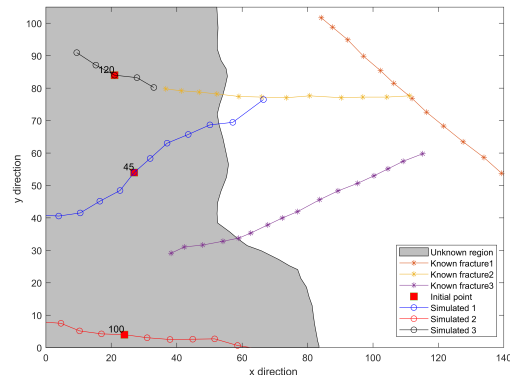 100
90
80
70
60
50
40
30
20
10
0
y direction
120
45
100
Unknown region
Known fracture1
Known fracture2
Known fracture3
Initial point
Simulated 1
Simulated 2
Simulated 3
0 20 40 60 80 100 120 140
x direction